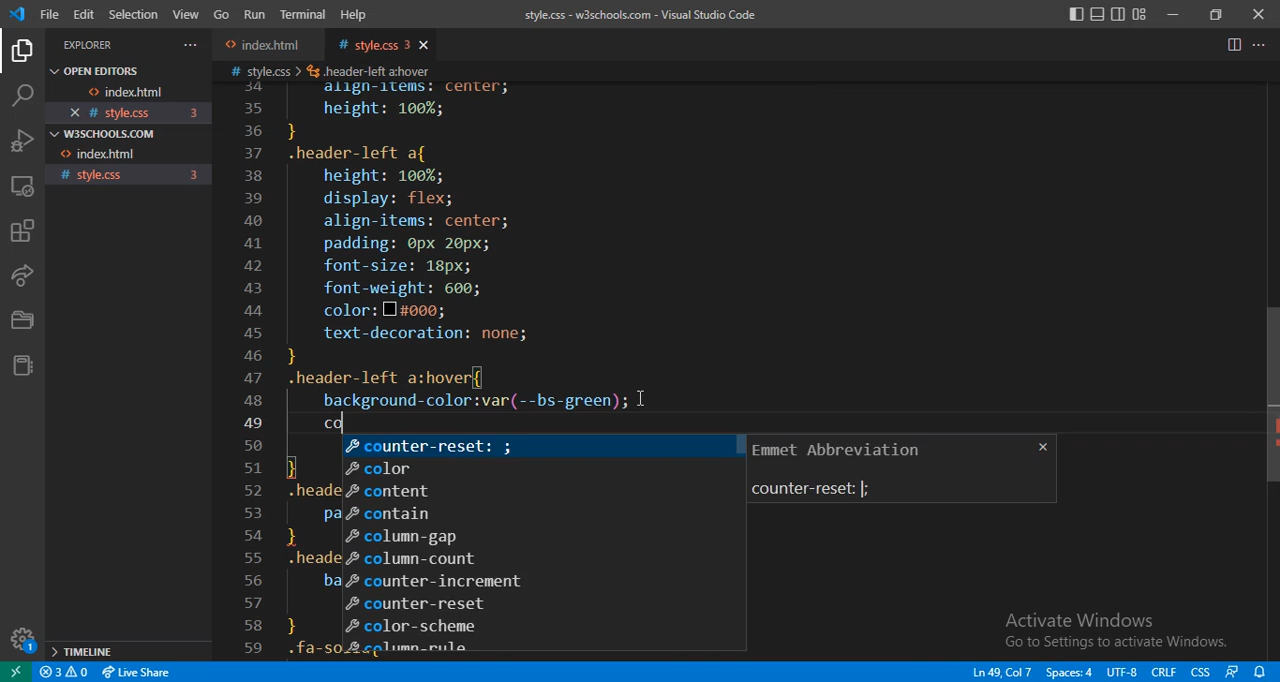 File Edit Selection View Go Run Terminal Help style.css - w3schools.com - Visual Studio Code
EXPLORER
OPEN EDITORS
index.html
style.css 3
W3SCHOOLS.COM
index.html
style.css 3
TIMELINE
index.html style.css 3
style.css > .header-left a:hover
34 align-items: center;
35 height: 100%;
36 }
37 .header-left a{
38 height: 100%;
39 display: flex;
40 align-items: center;
41 padding: 0px 20px;
42 font-size: 18px;
43 font-weight: 600;
44 color: #000;
45 text-decoration: none;
46 }
47 .header-left a:hover{
48 background-color:var(--bs-green);
49 co
50
51 }
52 .heade
53 pa
54 }
55 .heade
56 ba
57
58 }
59 .fa-solid{
counter-reset: ;
color
content
contain
column-gap
column-count
counter-increment
counter-reset
color-scheme
column-rule
Emmet Abbreviation
counter-reset: |;
Activate Windows
Go to Settings to activate Windows.
1
3 0 Live Share Ln 49, Col 7 Spaces: 4 UTF-8 CRLF CSS